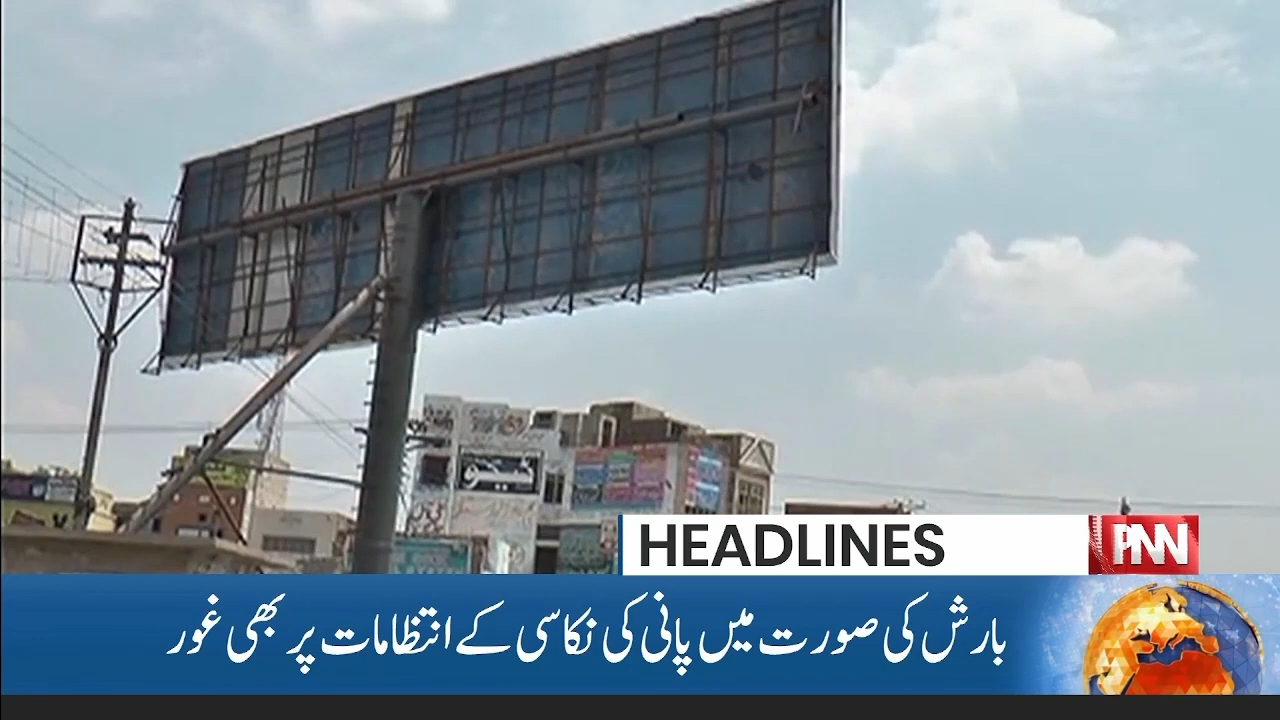 HEADLINES
PNN
بارش کی صورت میں پانی کی نکاسی کے انتظامات پر بھی غور